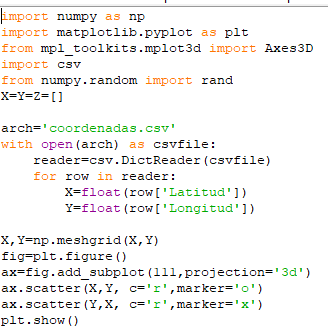 import numpy as np
import matplotlib.pyplot as plt
from mpl_toolkits.mplot3d import Axes3D
import csv
from numpy.random import rand
X=Y=Z=[]

arch='coordenadas.csv'
with open(arch) as csvfile:
    reader=csv.DictReader(csvfile)
    for row in reader:
        X=float(row['Latitud'])
        Y=float(row['Longitud'])

X,Y=np.meshgrid(X,Y)
fig=plt.figure()
ax=fig.add_subplot(111,projection='3d')
ax.scatter(X,Y, c='r',marker='o')
ax.scatter(Y,X, c='r',marker='x')
plt.show()